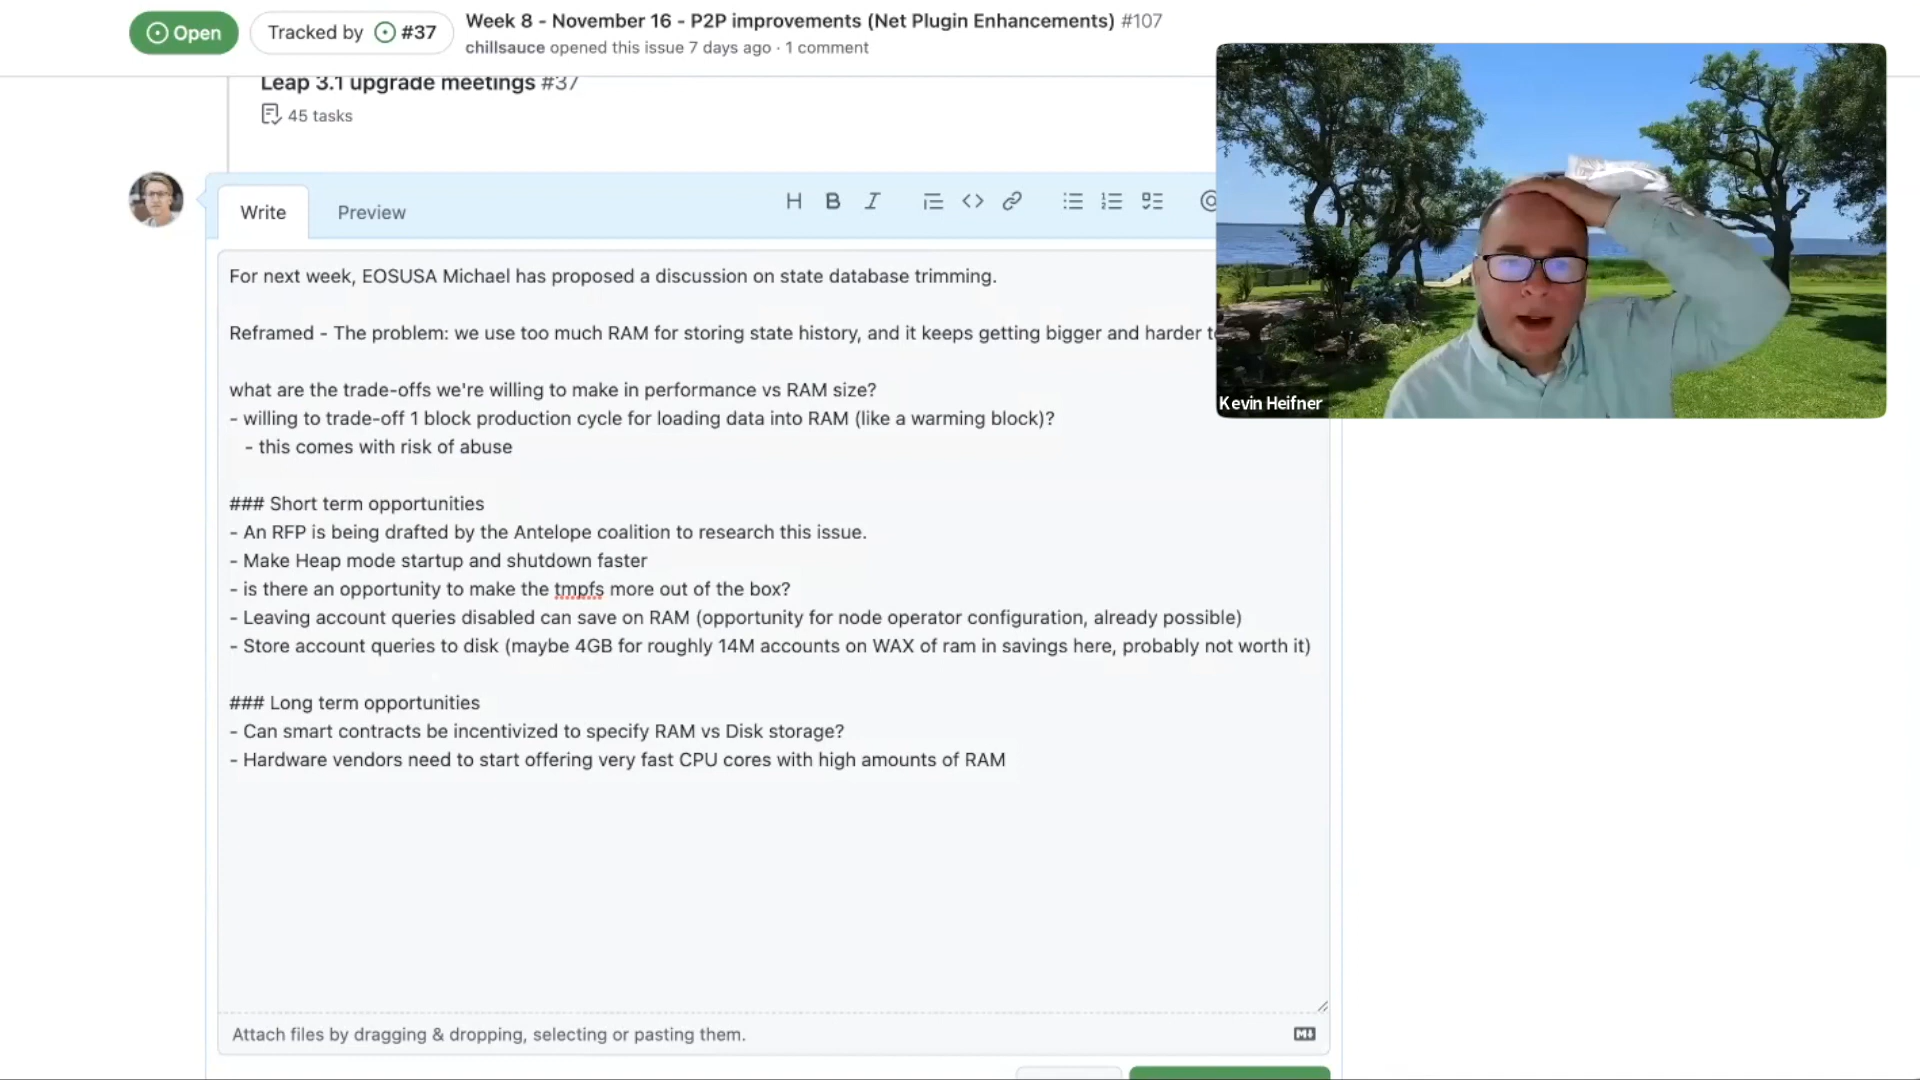 Open
Tracked by #37
Week 8 - November 16 - P2P improvements (Net Plugin Enhancements) #107
chillsauce opened this issue 7 days ago · 1 comment
Leap 3.1 upgrade meetings #37
45 tasks
Write
Preview
H B I
For next week, EOSUSA Michael has proposed a discussion on state database trimming.
Reframed - The problem: we use too much RAM for storing state history, and it keeps getting bigger and harder
what are the trade-offs we're willing to make in performance vs RAM size?
- willing to trade-off 1 block production cycle for loading data into RAM (like a warming block)?
- this comes with risk of abuse
### Short term opportunities
- An RFP is being drafted by the Antelope coalition to research this issue.
- Make Heap mode startup and shutdown faster
- is there an opportunity to make the tmpfs more out of the box?
- Leaving account queries disabled can save on RAM (opportunity for node operator configuration, already possible)
- Store account queries to disk (maybe 4GB for roughly 14M accounts on WAX of ram in savings here, probably not worth it)
### Long term opportunities
- Can smart contracts be incentivized to specify RAM vs Disk storage?
- Hardware vendors need to start offering very fast CPU cores with high amounts of RAM
Attach files by dragging & dropping, selecting or pasting them.
Kevin Heifner